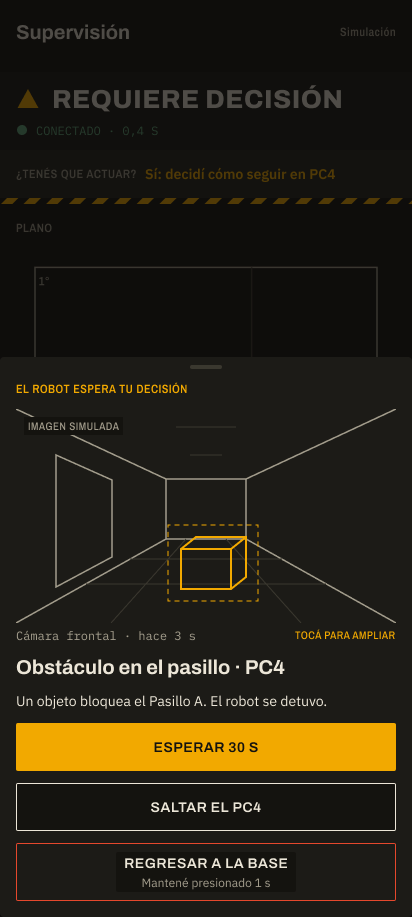 Supervisión
Simulación
REQUIERE DECISIÓN
CONECTADO · 0,4 S
¿TENÉS QUE ACTUAR? Sí: decidí cómo seguir en PC4
PLANO
1°
EL ROBOT ESPERA TU DECISIÓN
IMAGEN SIMULADA
Cámara frontal · hace 3 s
TOCÁ PARA AMPLIAR
Obstáculo en el pasillo · PC4
Un objeto bloquea el Pasillo A. El robot se detuvo.
ESPERAR 30 S
SALTAR EL PC4
REGRESAR A LA BASE
Mantené presionado 1 s